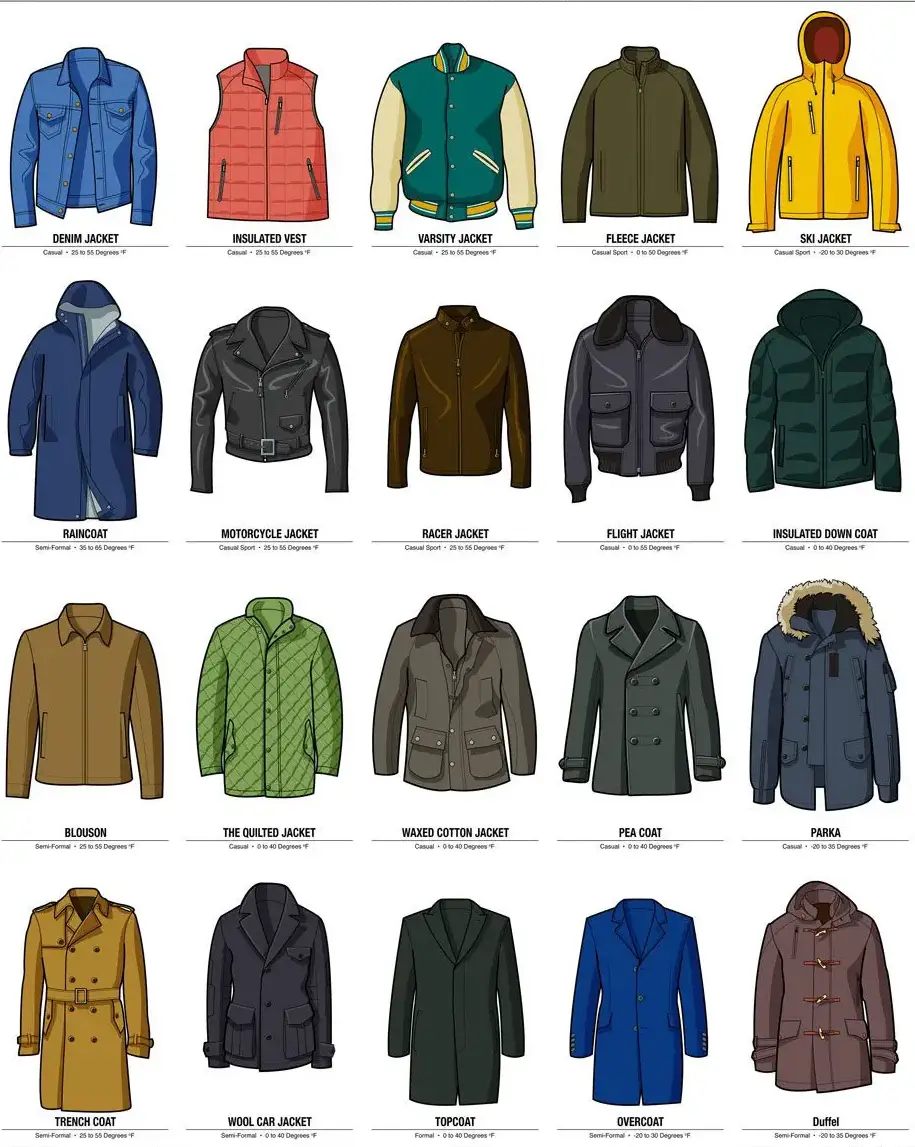 DENIM JACKET
Casual • 25 to 55 Degrees °F
INSULATED VEST
Casual • 25 to 55 Degrees °F
VARSITY JACKET
Casual • 25 to 55 Degrees °F
FLEECE JACKET
Casual Sport • 0 to 50 Degrees °F
SKI JACKET
Casual Sport • -20 to 30 Degrees °F
RAINCOAT
Semi-Formal • 35 to 65 Degrees °F
MOTORCYCLE JACKET
Casual Sport • 25 to 55 Degrees °F
RACER JACKET
Casual Sport • 25 to 55 Degrees °F
FLIGHT JACKET
Casual • 0 to 55 Degrees °F
INSULATED DOWN COAT
Casual • 0 to 40 Degrees °F
BLOUSON
Semi-Formal • 25 to 55 Degrees °F
THE QUILTED JACKET
Casual • 0 to 40 Degrees °F
WAXED COTTON JACKET
Casual • 0 to 40 Degrees °F
PEA COAT
Casual • 0 to 40 Degrees °F
PARKA
Casual • -20 to 35 Degrees °F
TRENCH COAT
Semi-Formal • 25 to 55 Degrees °F
WOOL CAR JACKET
Semi-Formal • 0 to 40 Degrees °F
TOPCOAT
Formal • 0 to 40 Degrees °F
OVERCOAT
Semi-Formal • -20 to 30 Degrees °F
Duffel
Semi-Formal • -20 to 35 Degrees °F